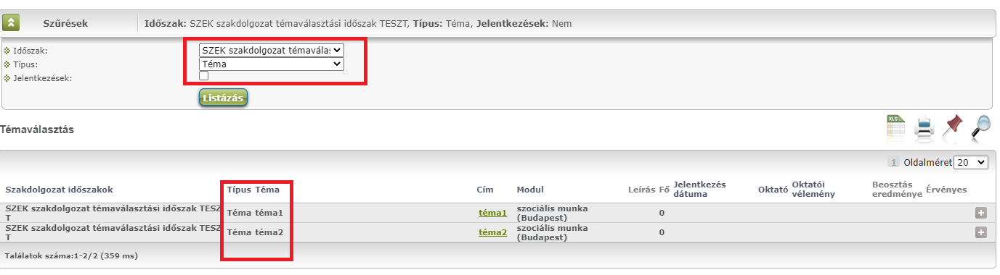 Szűrések Időszak: SZEK szakdolgozat témaválasztási időszak TESZT, Típus: Téma, Jelentkezések: Nem
Időszak: SZEK szakdolgozat témaválas
Típus: Téma
Jelentkezések:
Listázás
Témaválasztás
XLS
1 Oldalméret 20
Szakdolgozat időszakok Típus Téma Cím Modul Leírás Fő Jelentkezés dátuma Oktató Oktatói vélemény Beosztás eredménye Érvényes
SZEK szakdolgozat témaválasztási időszak TESZ
T Téma téma1 téma1 szociális munka (Budapest) 0
SZEK szakdolgozat témaválasztási időszak TESZ
T Téma téma2 téma2 szociális munka (Budapest) 0
Találatok száma:1-2/2 (359 ms)